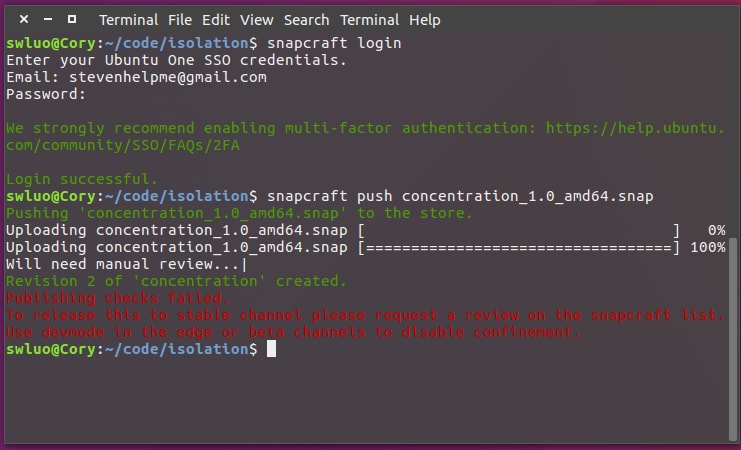 Terminal File Edit View Search Terminal Help
swluo@Cory:~/code/isolation$ snapcraft login
Enter your Ubuntu One SSO credentials.
Email: stevenhelpme@gmail.com
Password:
We strongly recommend enabling multi-factor authentication: https://help.ubuntu.
com/community/SSO/FAQs/2FA
Login successful.
swluo@Cory:~/code/isolation$ snapcraft push concentration_1.0_amd64.snap
Pushing 'concentration_1.0_amd64.snap' to the store.
Uploading concentration_1.0_amd64.snap [                                  ]   0%
Uploading concentration_1.0_amd64.snap [==================================] 100%
Will need manual review...|
Revision 2 of 'concentration' created.
Publishing checks failed.
To release this to stable channel please request a review on the snapcraft list.
Use devmode in the edge or beta channels to disable confinement.
swluo@Cory:~/code/isolation$